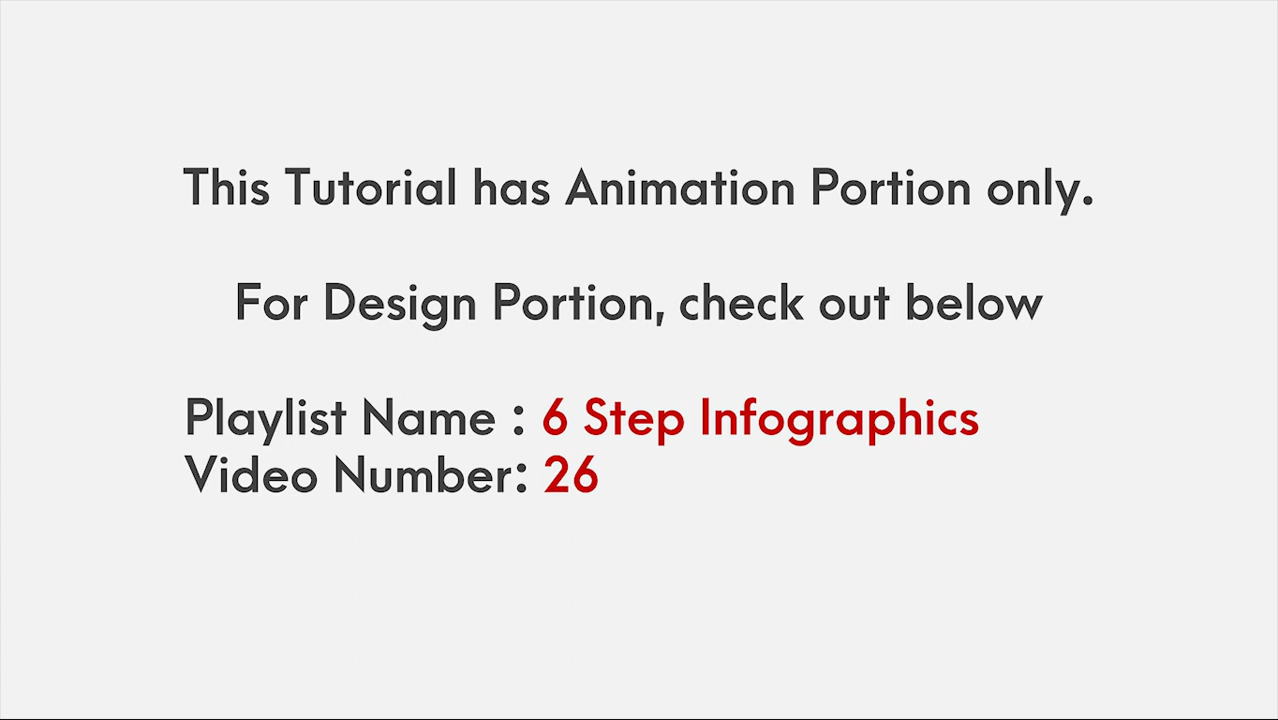 This Tutorial has Animation Portion only.
For Design Portion, check out below
Playlist Name : 6 Step Infographics
Video Number: 26